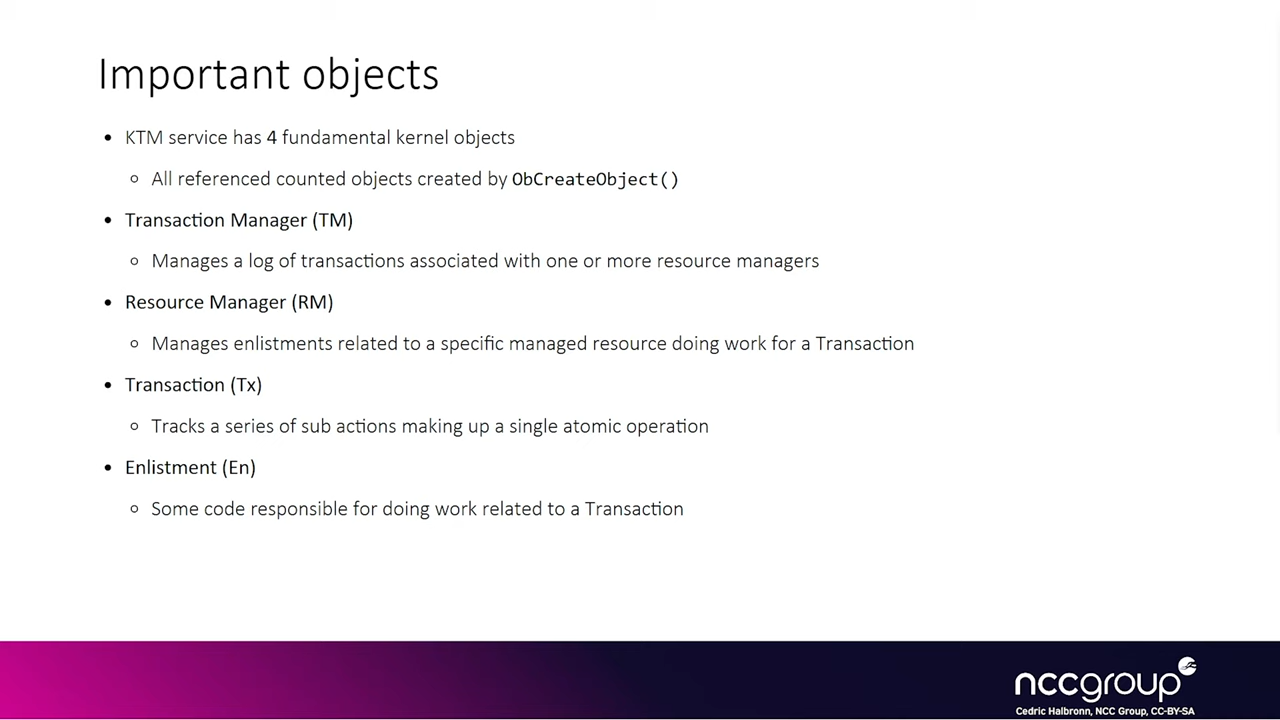 Important objects
• KTM service has 4 fundamental kernel objects
◦ All referenced counted objects created by ObCreateObject()
• Transaction Manager (TM)
◦ Manages a log of transactions associated with one or more resource managers
• Resource Manager (RM)
◦ Manages enlistments related to a specific managed resource doing work for a Transaction
• Transaction (Tx)
◦ Tracks a series of sub actions making up a single atomic operation
• Enlistment (En)
◦ Some code responsible for doing work related to a Transaction
nccgroup
Cedric Halbronn, NCC Group, CC-BY-SA